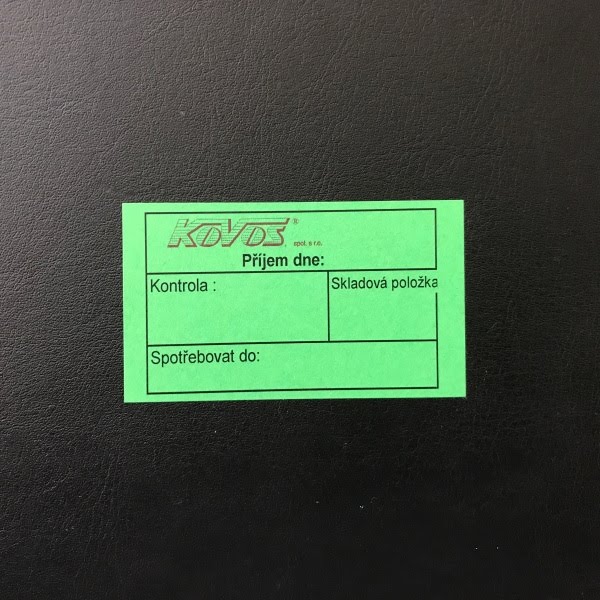 KOVOS ®
spol. s r.o.
Příjem dne:
Kontrola :
Skladová položka
Spotřebovat do: